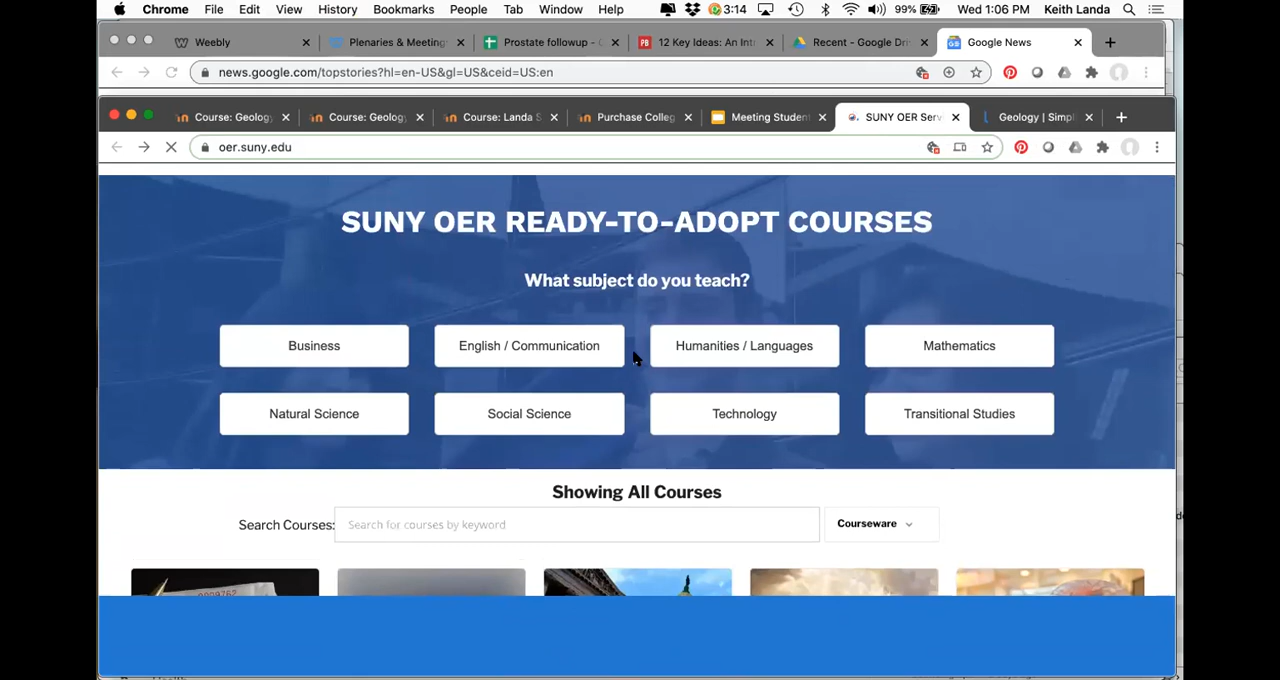 Chrome File Edit View History Bookmarks People Tab Window Help 3:14 99% Wed 1:06 PM Keith Landa
Weebly Plenaries & Meeting Prostate followup - 12 Key Ideas: An Int Recent - Google Dri Google News
news.google.com/topstories?hl=en-US&gl=US&ceid=US:en
Course: Geology Course: Geology Course: Landa S Purchase Colleg Meeting Student SUNY OER Serv Geology | Simpl
oer.suny.edu
SUNY OER READY-TO-ADOPT COURSES
What subject do you teach?
Business English / Communication Humanities / Languages Mathematics
Natural Science Social Science Technology Transitional Studies
Showing All Courses
Search Courses: Search for courses by keyword Courseware